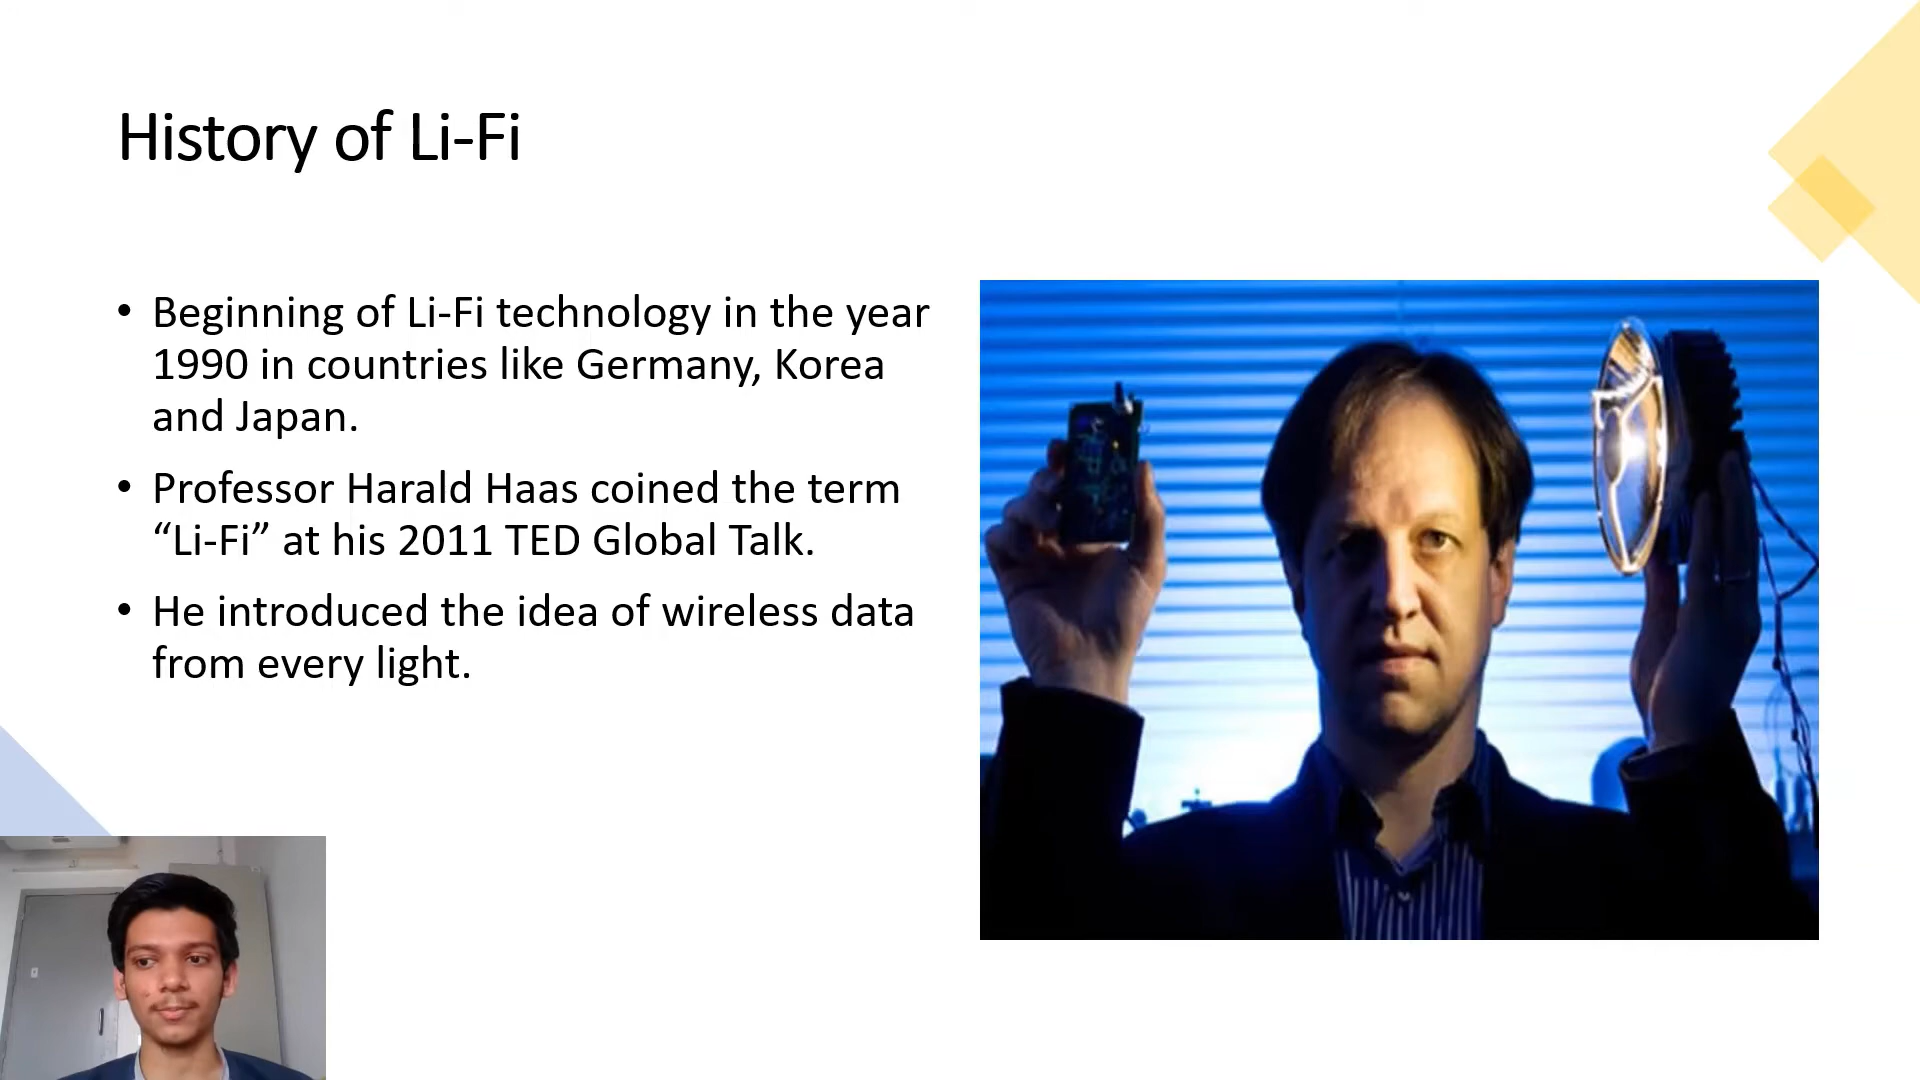 History of Li-Fi
• Beginning of Li-Fi technology in the year
1990 in countries like Germany, Korea
and Japan.
• Professor Harald Haas coined the term
“Li-Fi” at his 2011 TED Global Talk.
• He introduced the idea of wireless data
from every light.